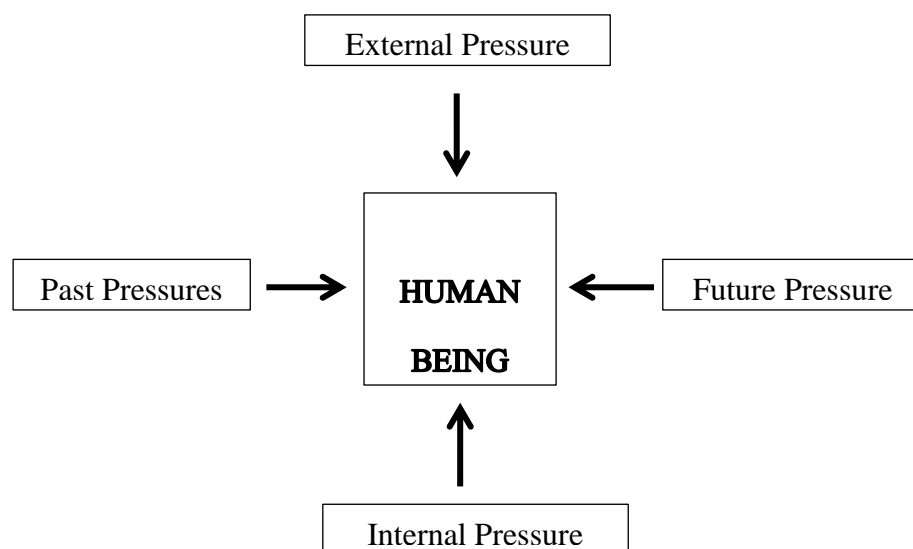 External Pressure
Past Pressures
HUMAN
BEING
Future Pressure
Internal Pressure